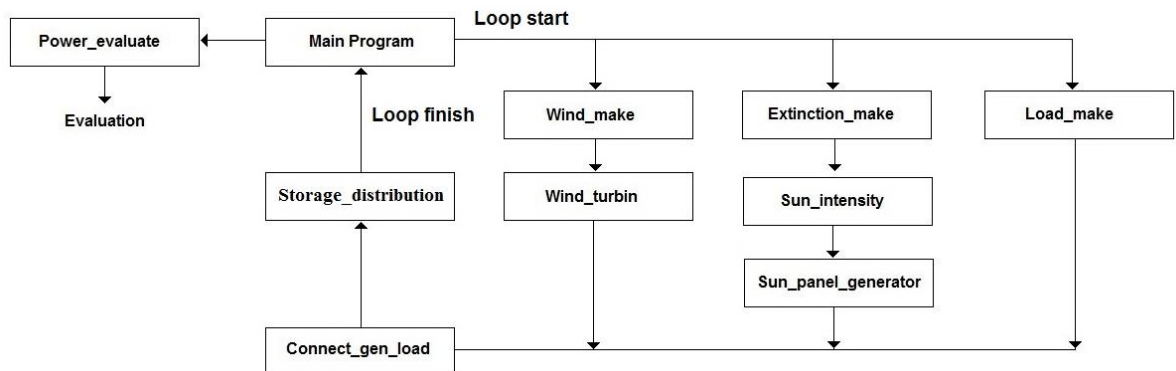 Loop start
Power_evaluate
Main Program
Evaluation
Loop finish
Wind_make
Extinction_make
Load_make
Storage_distribution
Wind_turbin
Sun_intensity
Sun_panel_generator
Connect_gen_load